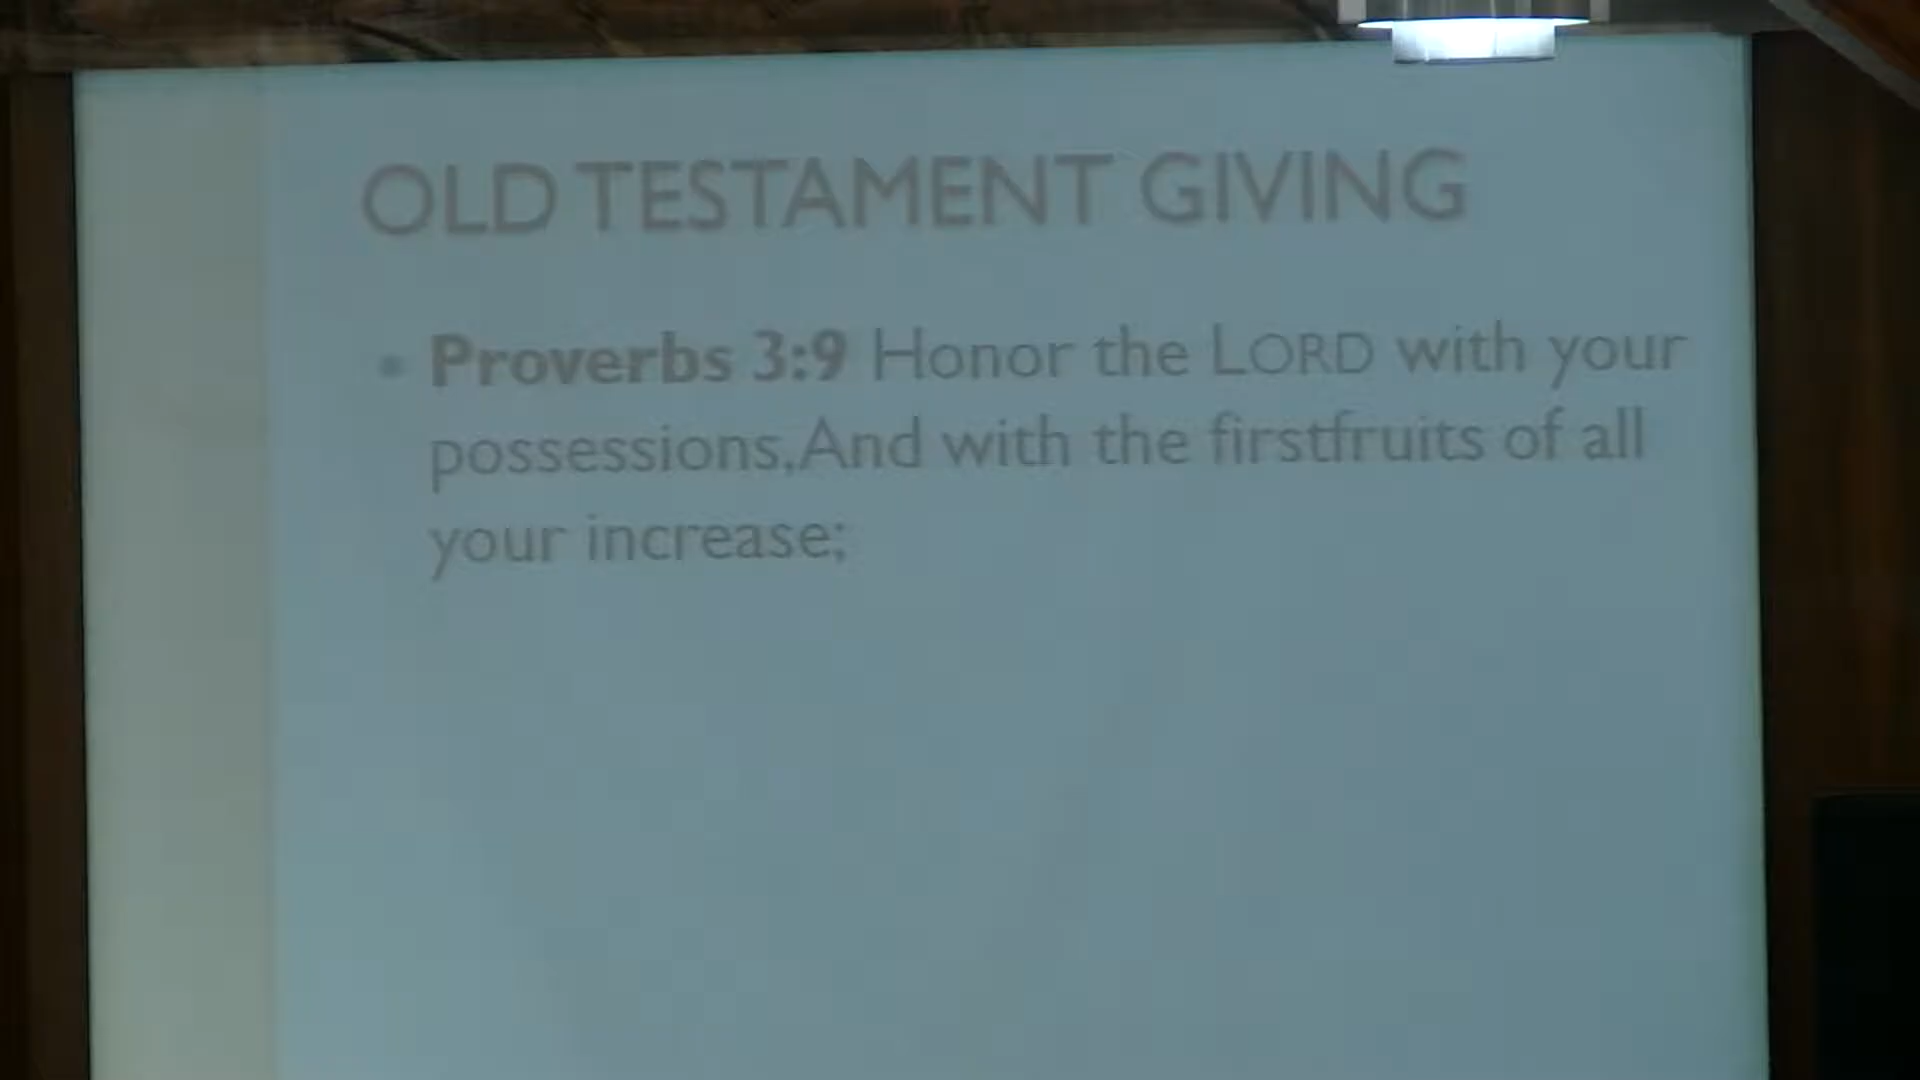 OLD TESTAMENT GIVING
• Proverbs 3:9 Honor the LORD with your
possessions,And with the firstfruits of all
your increase;